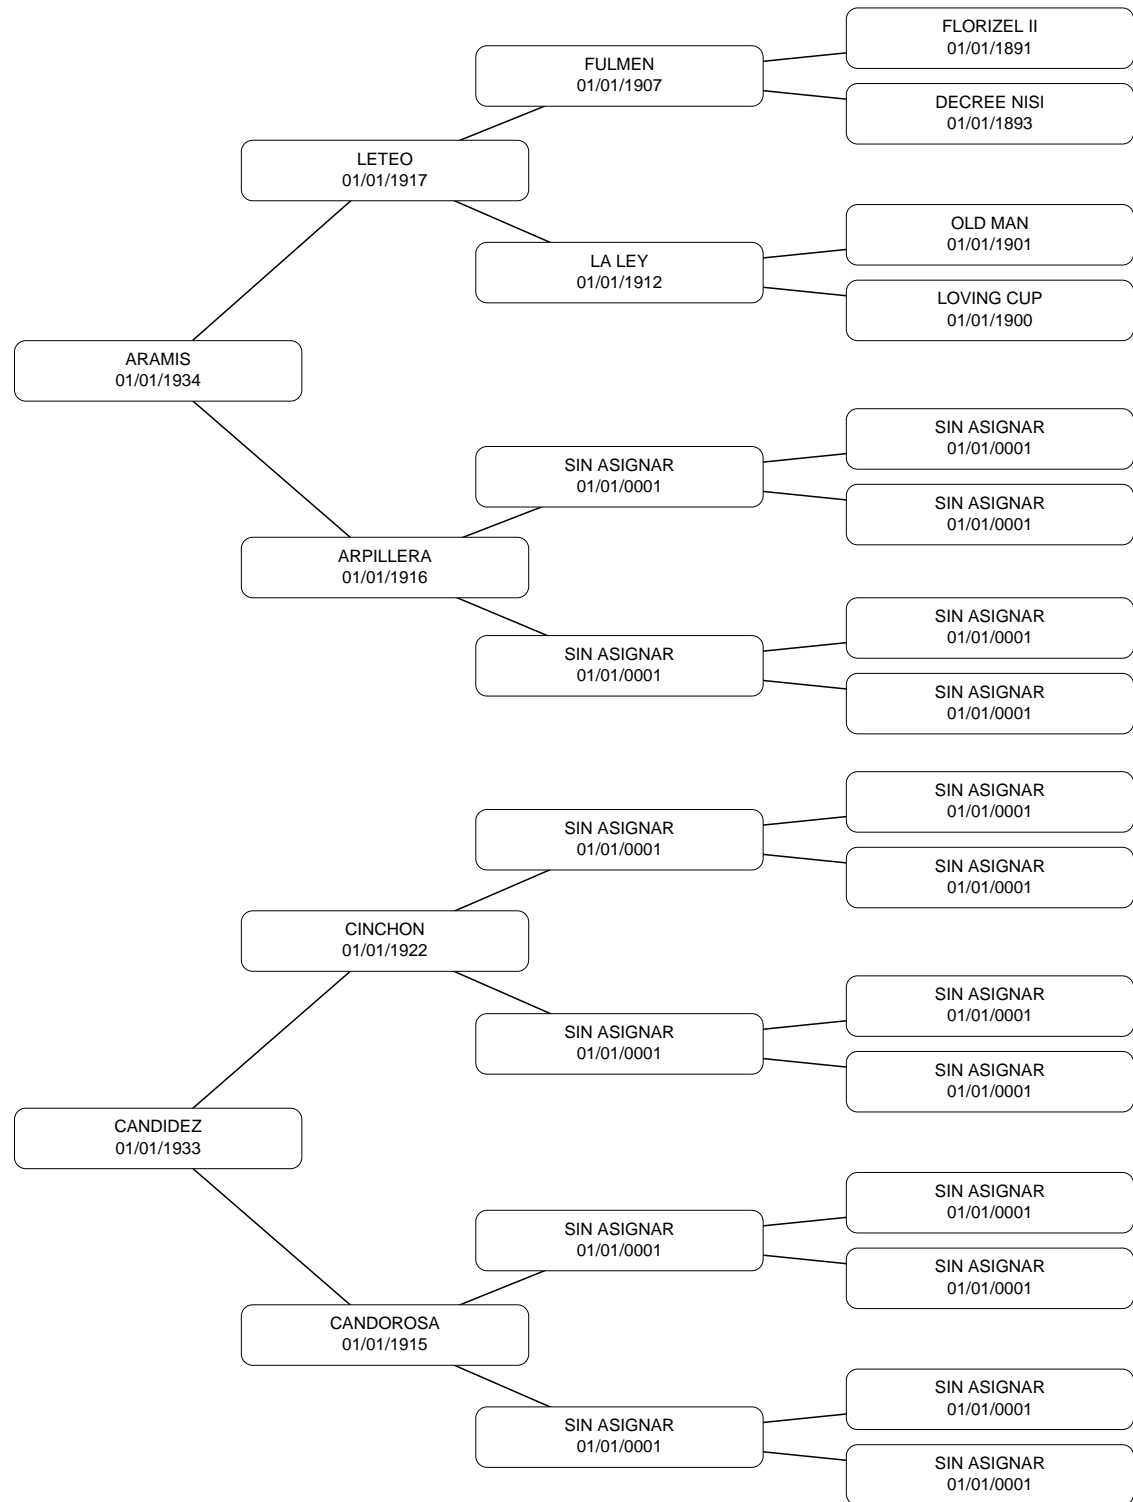 FLORIZEL II
01/01/1891
FULMEN
01/01/1907
DECREE NISI
01/01/1893
LETEO
01/01/1917
OLD MAN
01/01/1901
LA LEY
01/01/1912
LOVING CUP
01/01/1900
ARAMIS
01/01/1934
SIN ASIGNAR
01/01/0001
SIN ASIGNAR
01/01/0001
SIN ASIGNAR
01/01/0001
ARPILLERA
01/01/1916
SIN ASIGNAR
01/01/0001
SIN ASIGNAR
01/01/0001
SIN ASIGNAR
01/01/0001
SIN ASIGNAR
01/01/0001
SIN ASIGNAR
01/01/0001
SIN ASIGNAR
01/01/0001
CINCHON
01/01/1922
SIN ASIGNAR
01/01/0001
SIN ASIGNAR
01/01/0001
SIN ASIGNAR
01/01/0001
CANDIDEZ
01/01/1933
SIN ASIGNAR
01/01/0001
SIN ASIGNAR
01/01/0001
SIN ASIGNAR
01/01/0001
CANDOROSA
01/01/1915
SIN ASIGNAR
01/01/0001
SIN ASIGNAR
01/01/0001
SIN ASIGNAR
01/01/0001